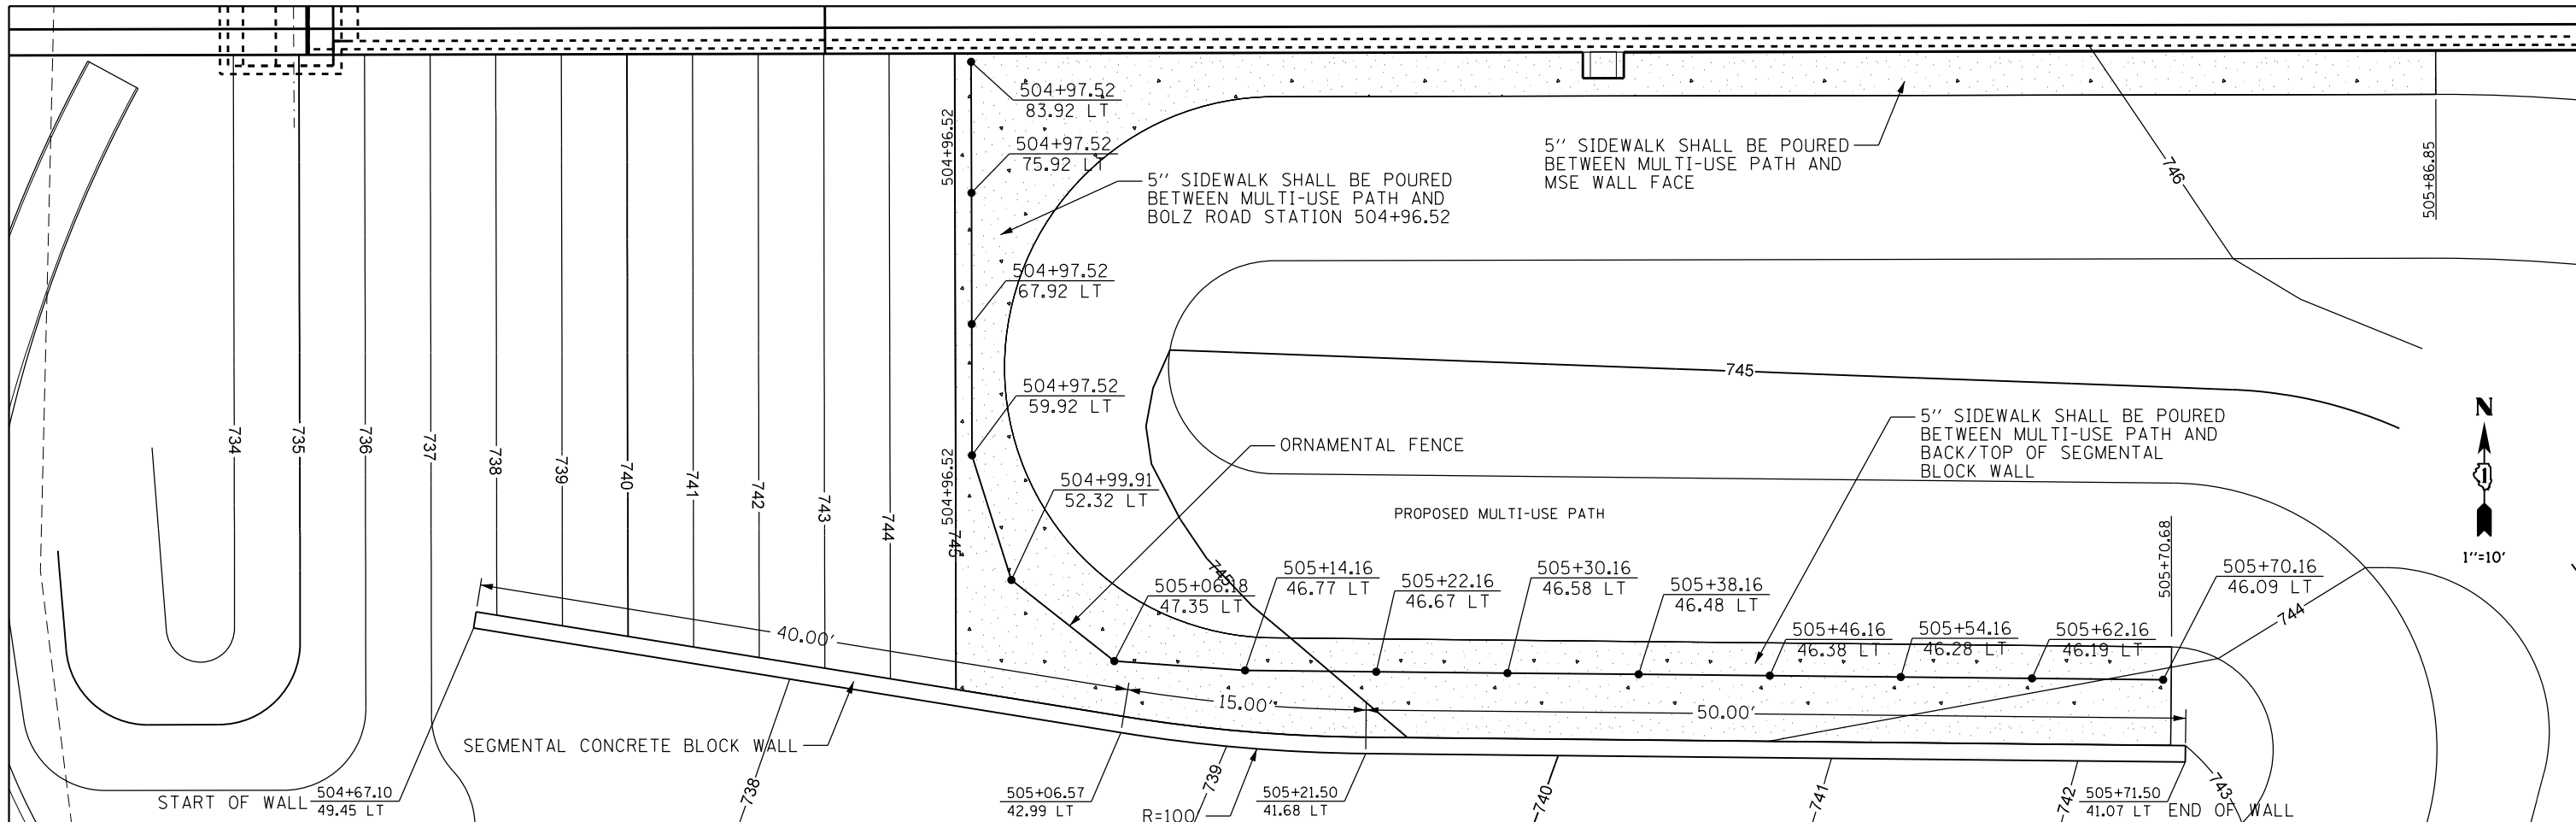 504+97.52
83.92 LT
504+96.52
504+97.52
75.92 LT
5" SIDEWALK SHALL BE POURED
BETWEEN MULTI-USE PATH AND
BOLZ ROAD STATION 504+96.52
5" SIDEWALK SHALL BE POURED
BETWEEN MULTI-USE PATH AND
MSE WALL FACE
746
505+86.85
504+97.52
67.92 LT
504+97.52
59.92 LT
745
5" SIDEWALK SHALL BE POURED
BETWEEN MULTI-USE PATH AND
BACK/TOP OF SEGMENTAL
BLOCK WALL
N
1
1"=10'
ORNAMENTAL FENCE
734
735
736
737
738
739
740
741
742
743
744
504+96.52
745
504+99.91
52.32 LT
PROPOSED MULTI-USE PATH
745
505+06.18
47.35 LT
505+14.16
46.77 LT
505+22.16
46.67 LT
505+30.16
46.58 LT
505+38.16
46.48 LT
505+46.16
46.38 LT
505+54.16
46.28 LT
505+62.16
46.19 LT
505+70.68
505+70.16
46.09 LT
744
40.00'
15.00'
50.00'
SEGMENTAL CONCRETE BLOCK WALL
START OF WALL
504+67.10
49.45 LT
738
505+06.57
42.99 LT
739
R=100
505+21.50
41.68 LT
740
741
742
505+71.50
41.07 LT
END OF WALL
743